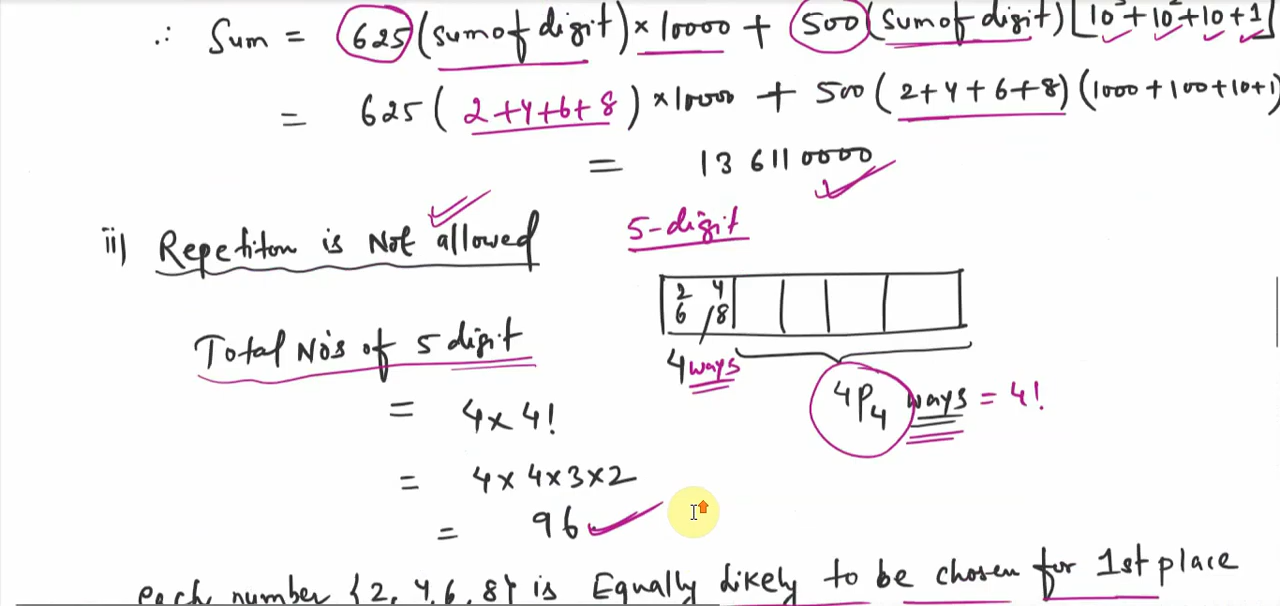 ∴ Sum = 625 (sum of digit) × 10000 + 500 (sum of digit) [10³ + 10² + 10 + 1]
= 625 ( 2+4+6+8 ) × 10000 + 500 ( 2+4+6+8 ) (1000 + 100 + 10+1)
= 136110000
ii) Repetiton is Not allowed
5-digit
2 4
6 8
Total No's of 5 digit
4 ways
4P₄ ways = 4!
= 4 × 4!
= 4 × 4 × 3 × 2
= 96
each number {2, 4, 6, 8} is Equally likely to be chosen for 1st place